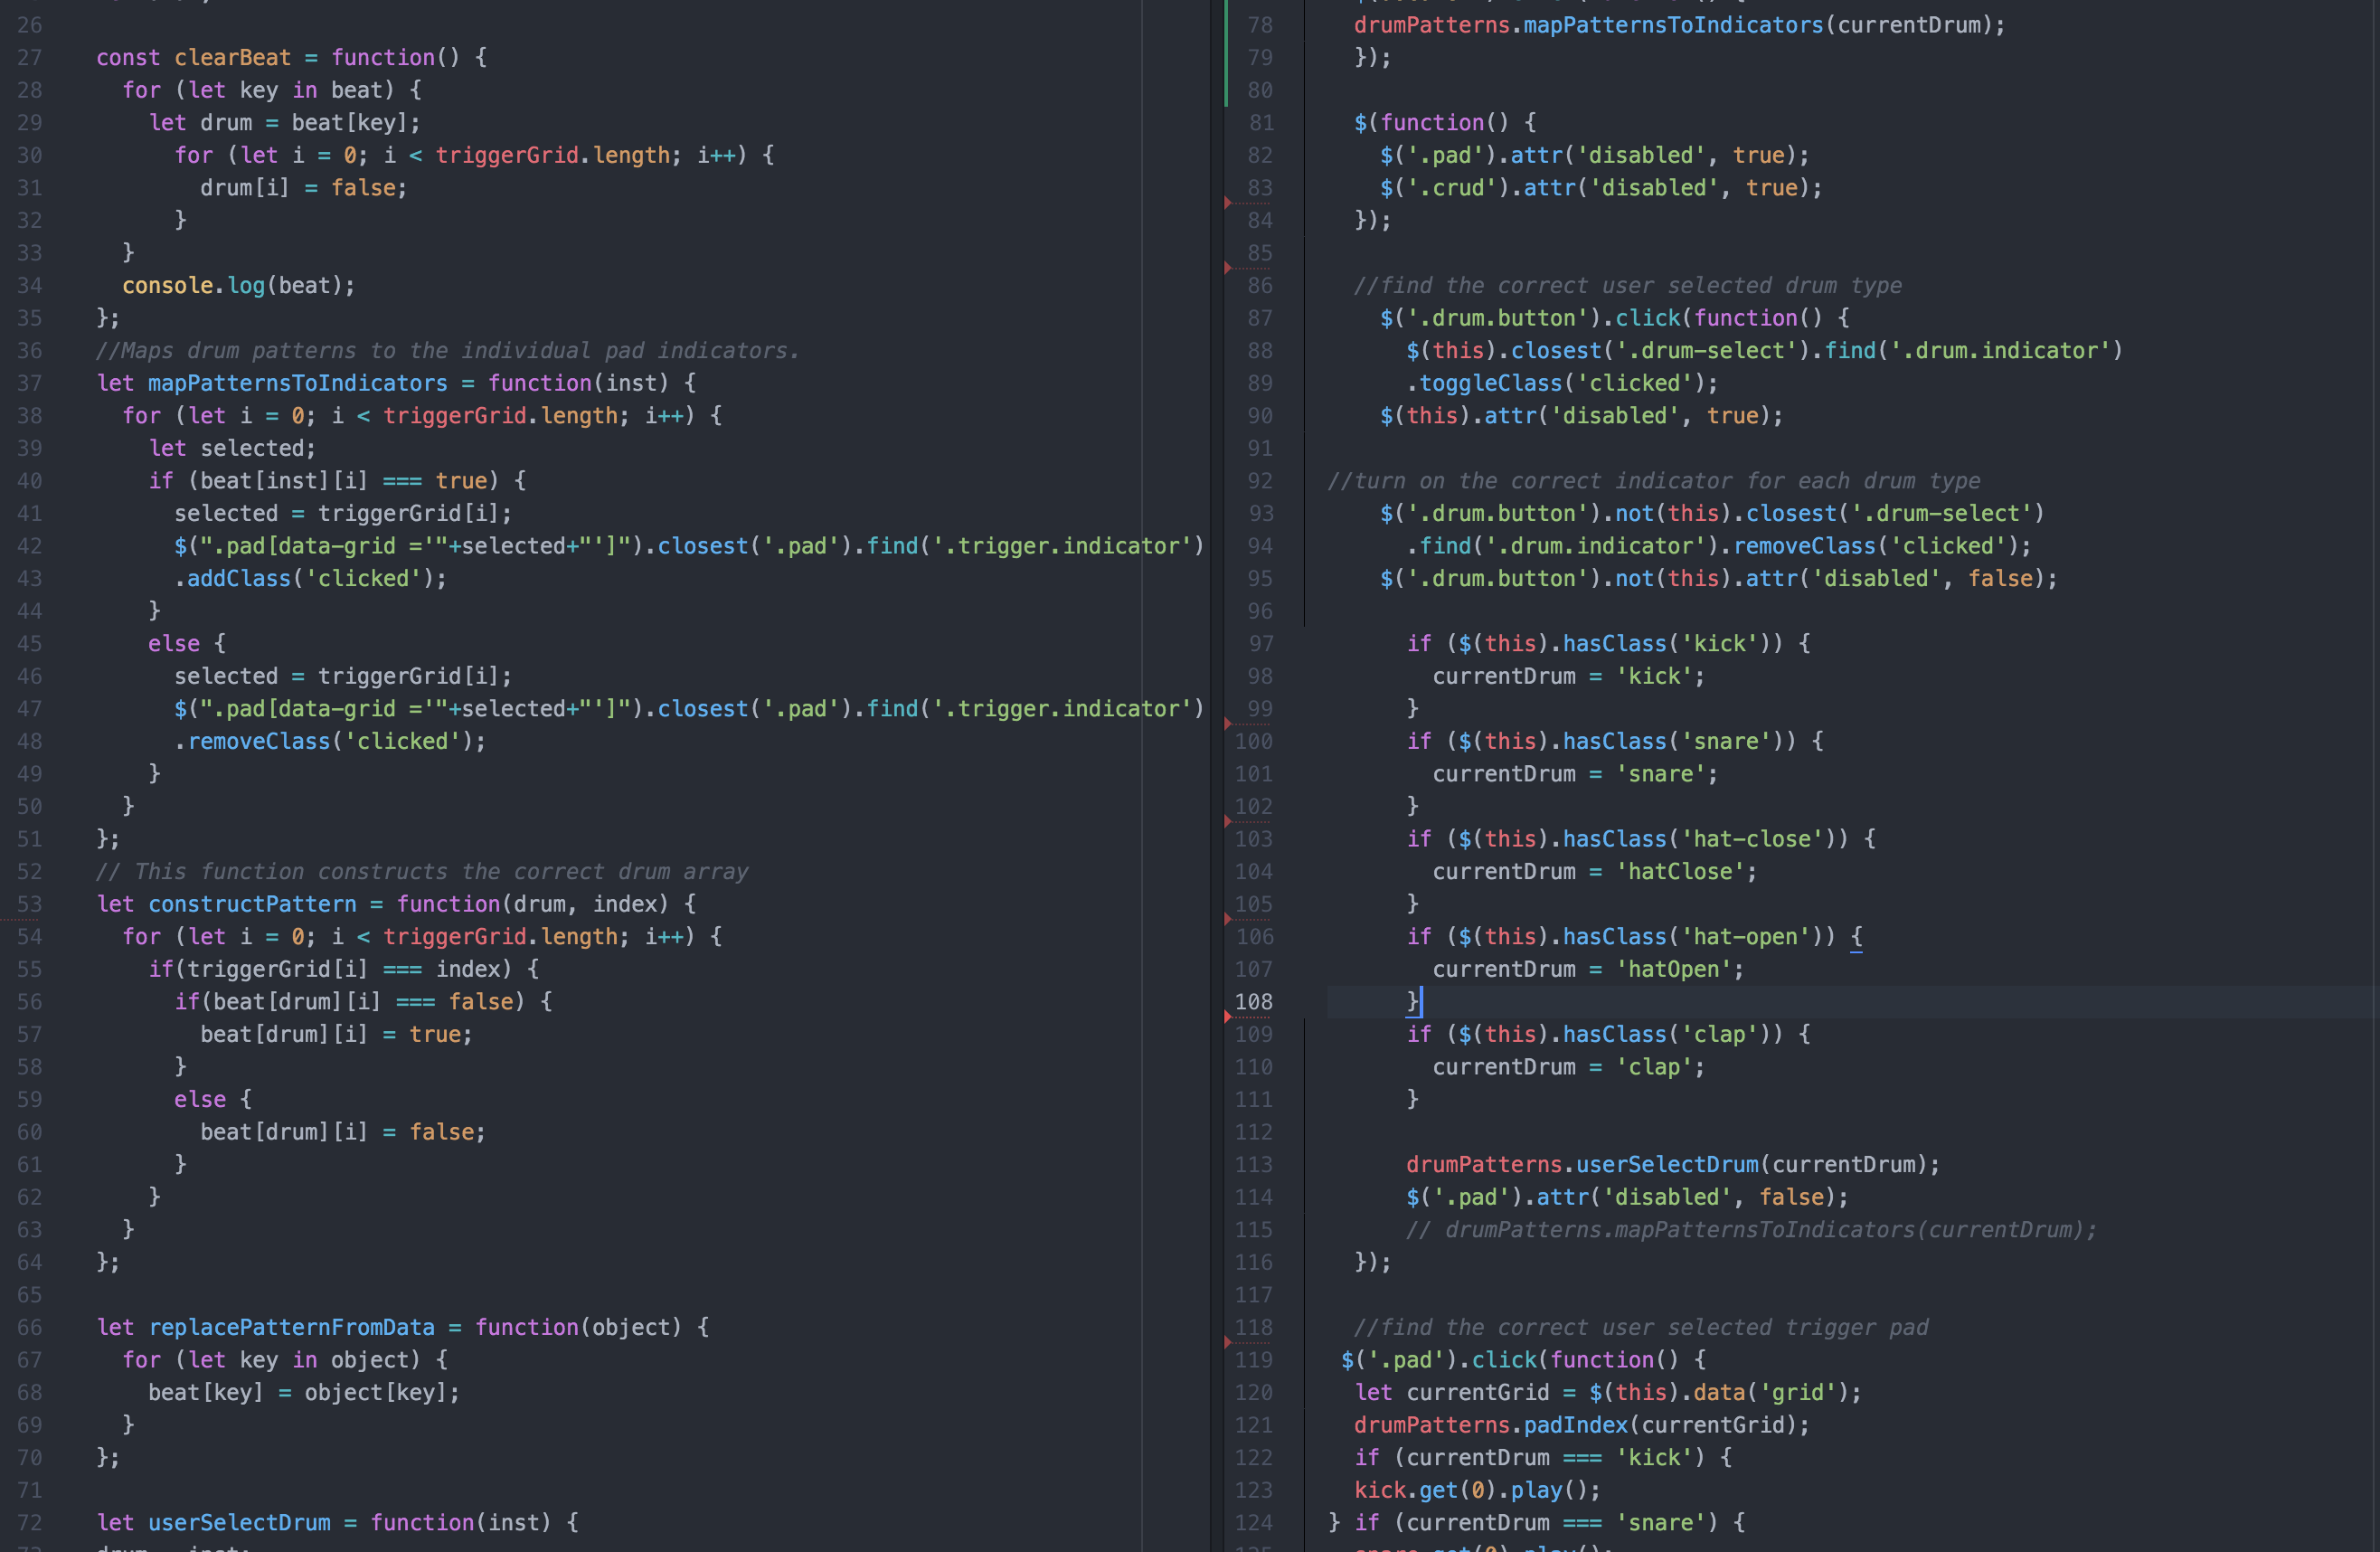 26
27 const clearBeat = function() {
28 for (let key in beat) {
29 let drum = beat[key];
30 for (let i = 0; i < triggerGrid.length; i++) {
31 drum[i] = false;
32 }
33 }
34 console.log(beat);
35 };
36 //Maps drum patterns to the individual pad indicators.
37 let mapPatternsToIndicators = function(inst) {
38 for (let i = 0; i < triggerGrid.length; i++) {
39 let selected;
40 if (beat[inst][i] === true) {
41 selected = triggerGrid[i];
42 $(".pad[data-grid ='"+selected+"']").closest('.pad').find('.trigger.indicator')
43 .addClass('clicked');
44 }
45 else {
46 selected = triggerGrid[i];
47 $(".pad[data-grid ='"+selected+"']").closest('.pad').find('.trigger.indicator')
48 .removeClass('clicked');
49 }
50 }
51 };
52 // This function constructs the correct drum array
53 let constructPattern = function(drum, index) {
54 for (let i = 0; i < triggerGrid.length; i++) {
55 if(triggerGrid[i] === index) {
56 if(beat[drum][i] === false) {
57 beat[drum][i] = true;
58 }
59 else {
60 beat[drum][i] = false;
61 }
62 }
63 }
64 };
65
66 let replacePatternFromData = function(object) {
67 for (let key in object) {
68 beat[key] = object[key];
69 }
70 };
71
72 let userSelectDrum = function(inst) {
78 drumPatterns.mapPatternsToIndicators(currentDrum);
79 });
80
81 $(function() {
82 $('.pad').attr('disabled', true);
83 $('.crud').attr('disabled', true);
84 });
85
86 //find the correct user selected drum type
87 $('.drum.button').click(function() {
88 $(this).closest('.drum-select').find('.drum.indicator')
89 .toggleClass('clicked');
90 $(this).attr('disabled', true);
91
92 //turn on the correct indicator for each drum type
93 $('.drum.button').not(this).closest('.drum-select')
94 .find('.drum.indicator').removeClass('clicked');
95 $('.drum.button').not(this).attr('disabled', false);
96
97 if ($(this).hasClass('kick')) {
98 currentDrum = 'kick';
99 }
100 if ($(this).hasClass('snare')) {
101 currentDrum = 'snare';
102 }
103 if ($(this).hasClass('hat-close')) {
104 currentDrum = 'hatClose';
105 }
106 if ($(this).hasClass('hat-open')) {
107 currentDrum = 'hatOpen';
108 }
109 if ($(this).hasClass('clap')) {
110 currentDrum = 'clap';
111 }
112
113 drumPatterns.userSelectDrum(currentDrum);
114 $('.pad').attr('disabled', false);
115 // drumPatterns.mapPatternsToIndicators(currentDrum);
116 });
117
118 //find the correct user selected trigger pad
119 $('.pad').click(function() {
120 let currentGrid = $(this).data('grid');
121 drumPatterns.padIndex(currentGrid);
122 if (currentDrum === 'kick') {
123 kick.get(0).play();
124 } if (currentDrum === 'snare') {